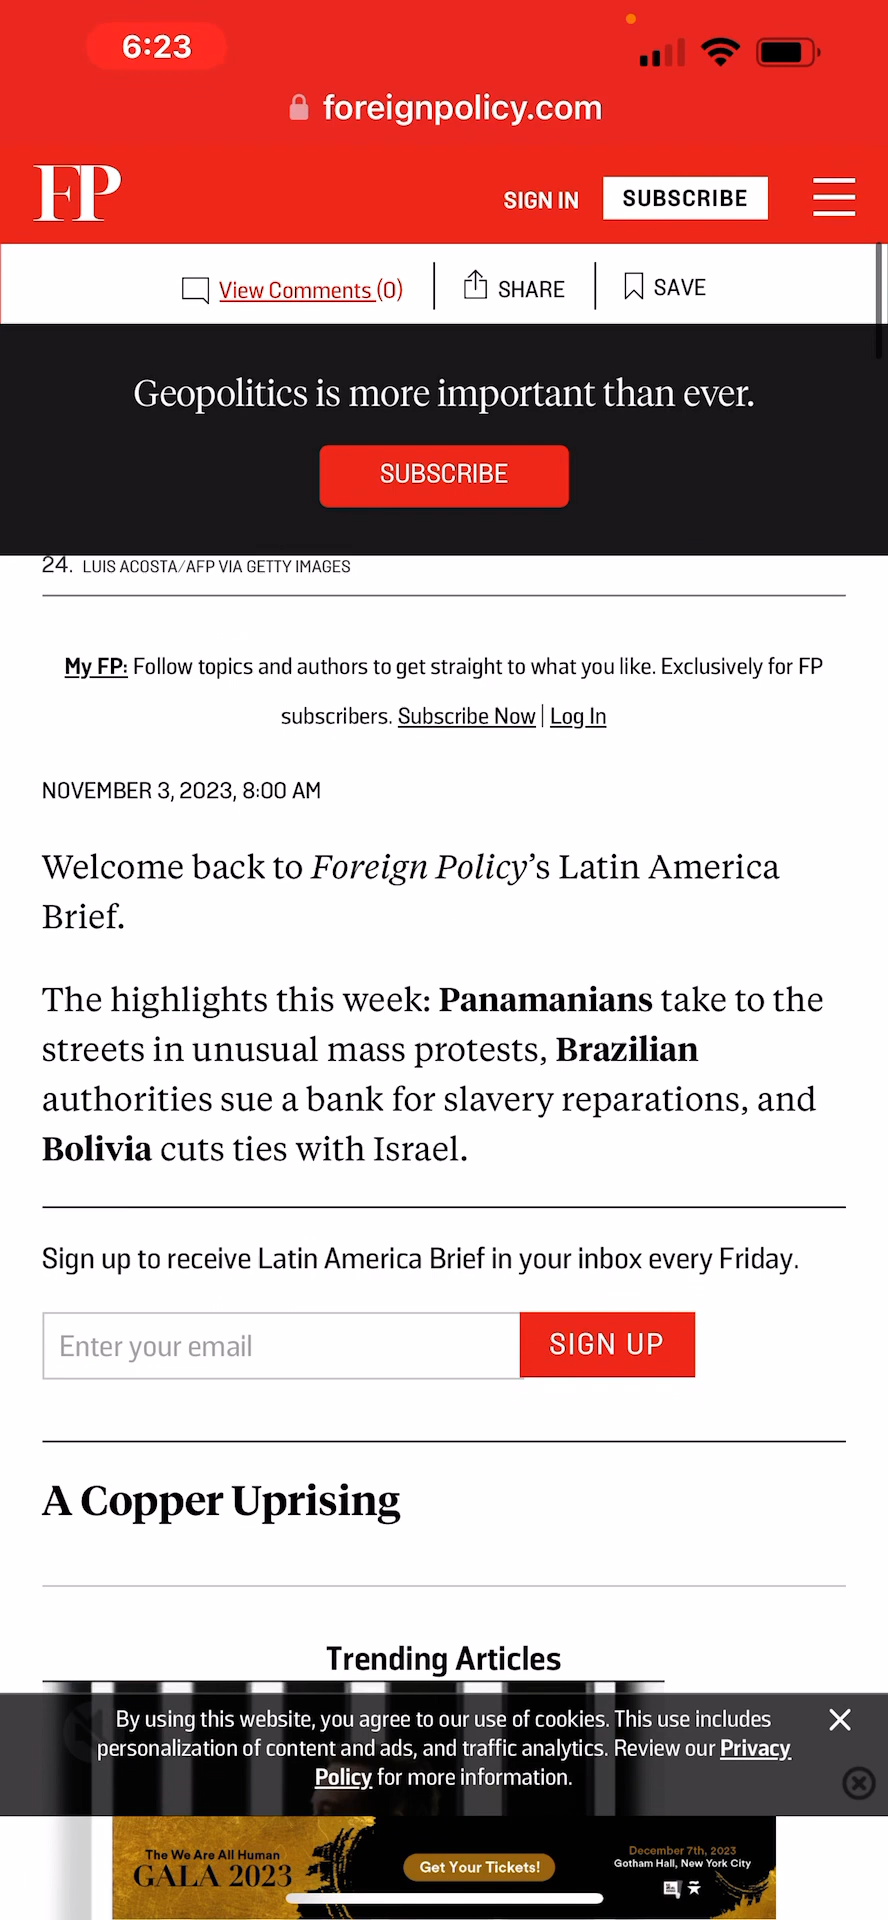 6:23
foreignpolicy.com
FP
SIGN IN
SUBSCRIBE
View Comments (0)
SHARE
SAVE
Geopolitics is more important than ever.
SUBSCRIBE
24. LUIS ACOSTA/AFP VIA GETTY IMAGES
My FP: Follow topics and authors to get straight to what you like. Exclusively for FP
subscribers. Subscribe Now | Log In
NOVEMBER 3, 2023, 8:00 AM
Welcome back to Foreign Policy’s Latin America
Brief.
The highlights this week: Panamanians take to the
streets in unusual mass protests, Brazilian
authorities sue a bank for slavery reparations, and
Bolivia cuts ties with Israel.
Sign up to receive Latin America Brief in your inbox every Friday.
Enter your email
SIGN UP
A Copper Uprising
Trending Articles
By using this website, you agree to our use of cookies. This use includes
personalization of content and ads, and traffic analytics. Review our Privacy
Policy for more information.
The We Are All Human
GALA 2023
Get Your Tickets!
December 7th, 2023
Gotham Hall, New York City